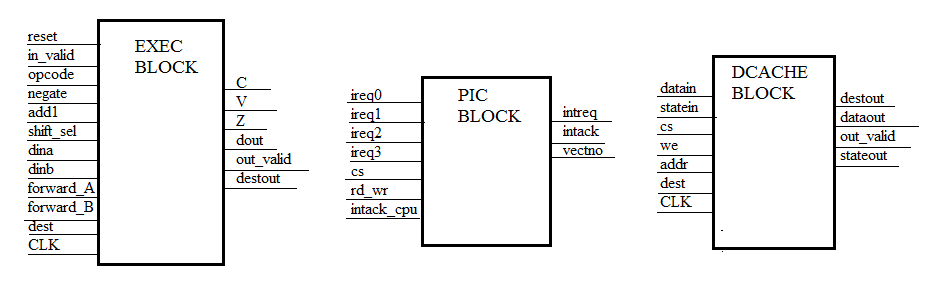 reset
in_valid
opcode
negate
add1
shift_sel
dina
dinb
forward_A
forward_B
dest
CLK
EXEC
BLOCK
C
V
Z
dout
out_valid
destout
ireq0
ireq1
ireq2
ireq3
cs
rd_wr
intack_cpu
PIC
BLOCK
intreq
intack
vectno
datain
statein
cs
we
addr
dest
CLK
DCACHE
BLOCK
destout
dataout
out_valid
stateout